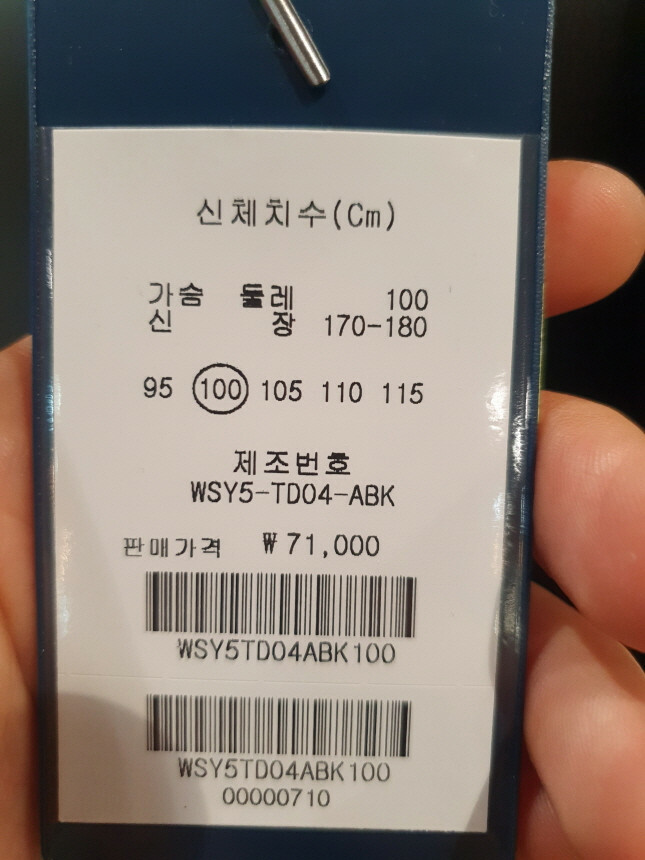 신체치수(Cm)
가슴 둘레 100
신 장 170-180
95 100 105 110 115
제조번호
WSY5-TD04-ABK
판매가격 ₩71,000
WSY5TD04ABK100
WSY5TD04ABK100
00000710